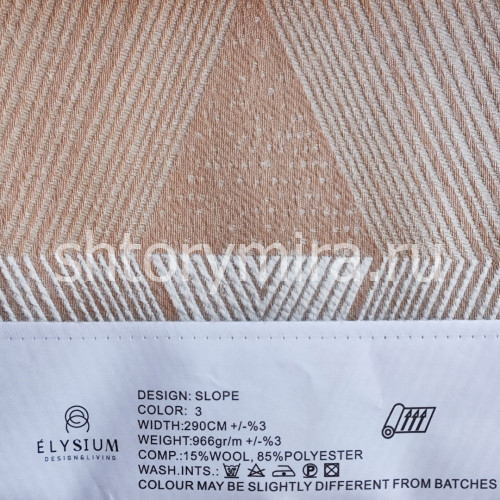 shtorymira.ru
ÉLYSIUM
DESIGN&LIVING
DESIGN: SLOPE
COLOR: 3
WIDTH:290CM +/-%3
WEIGHT:966gr/m +/-%3
COMP.:15%WOOL, 85%POLYESTER
WASH.INTS.:
COLOUR MAY BE SLIGHTLY DIFFERENT FROM BATCHES